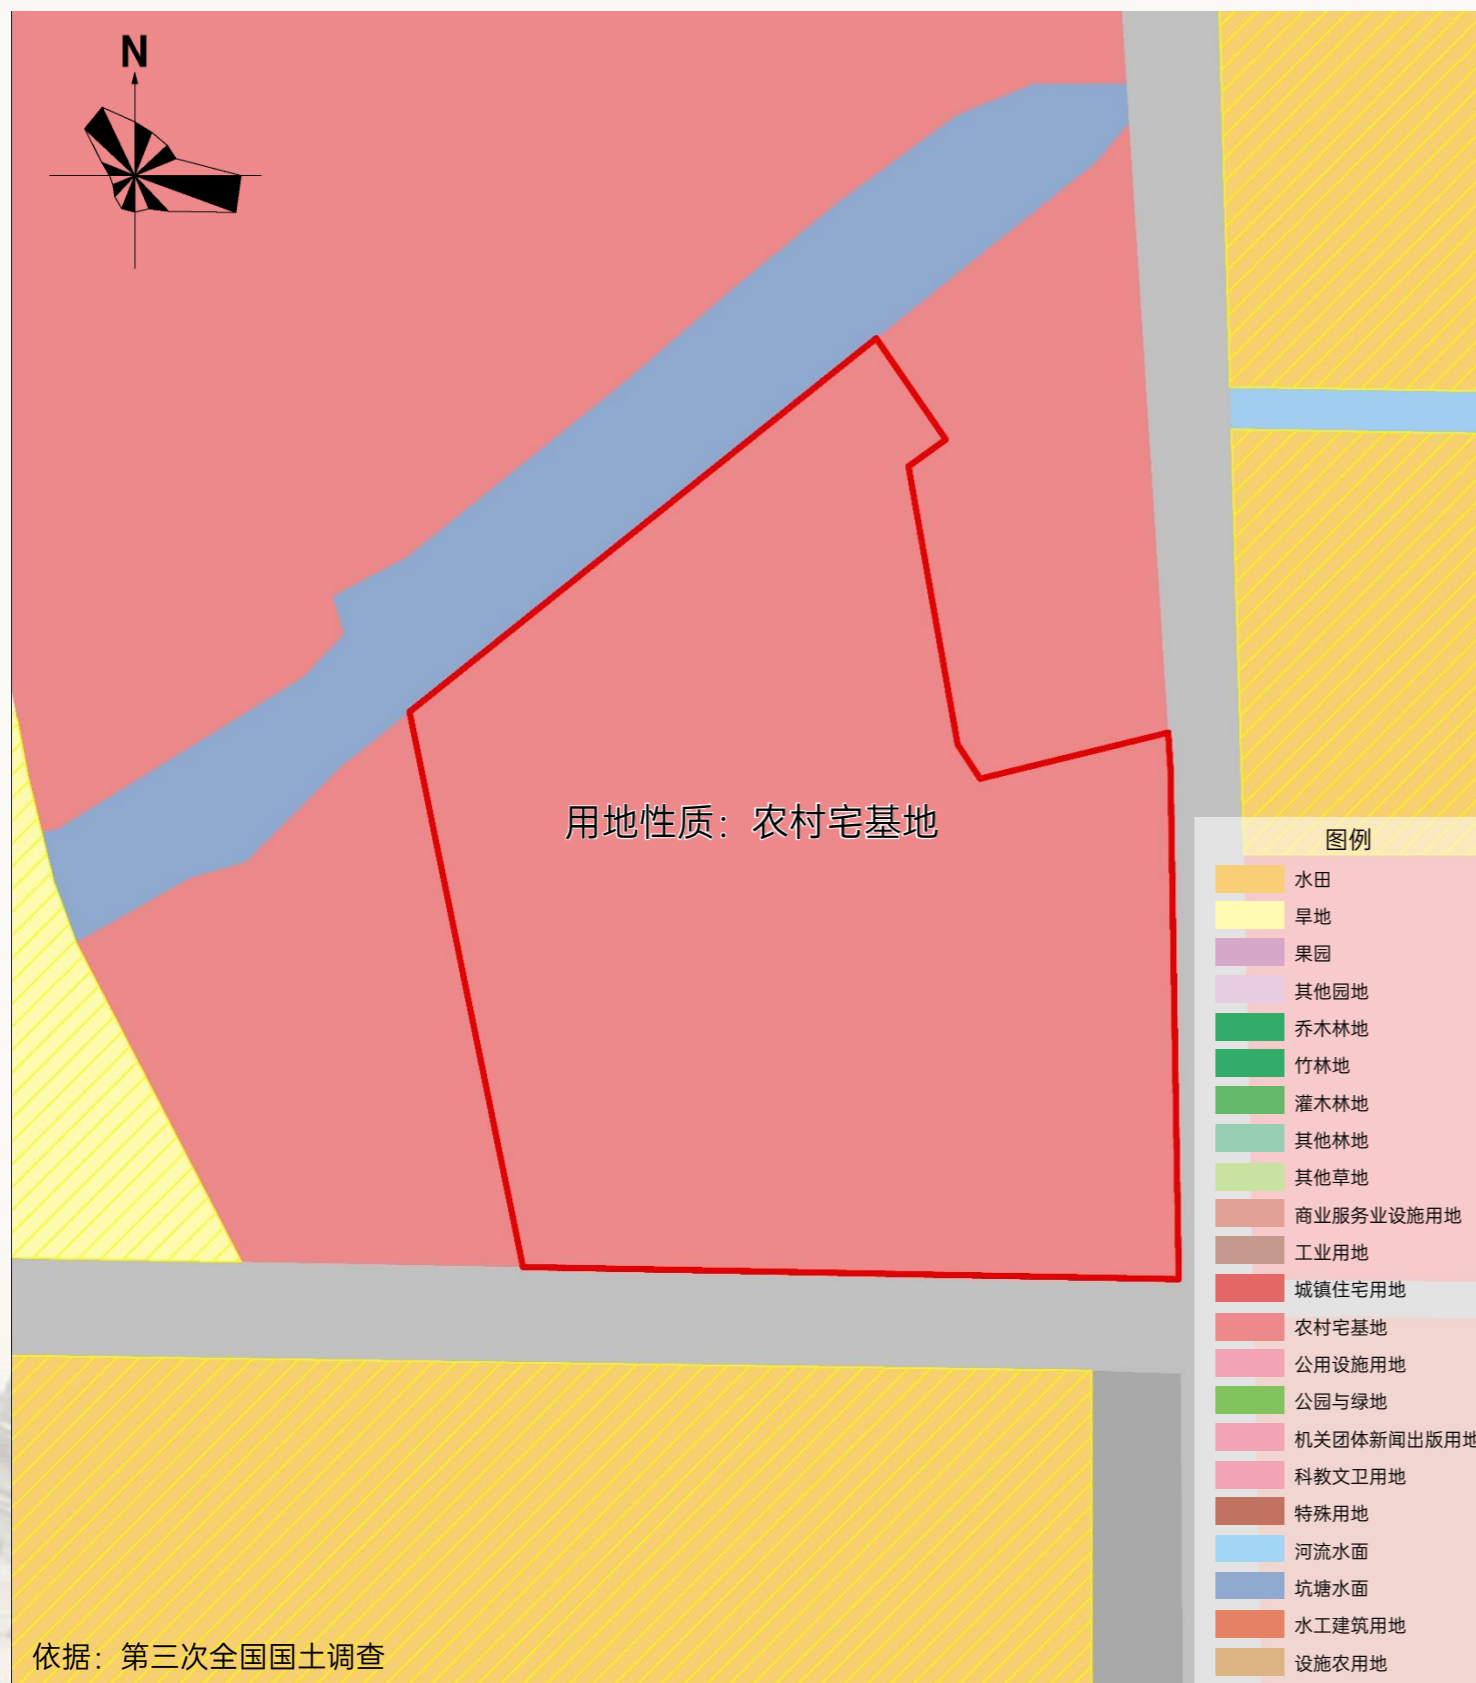 N
用地性质：农村宅基地
图例
水田
旱地
果园
其他园地
乔木林地
竹林地
灌木林地
其他林地
其他草地
商业服务业设施用地
工业用地
城镇住宅用地
农村宅基地
公用设施用地
公园与绿地
机关团体新闻出版用地
科教文卫用地
特殊用地
河流水面
坑塘水面
水工建筑用地
设施农用地
依据：第三次全国国土调查